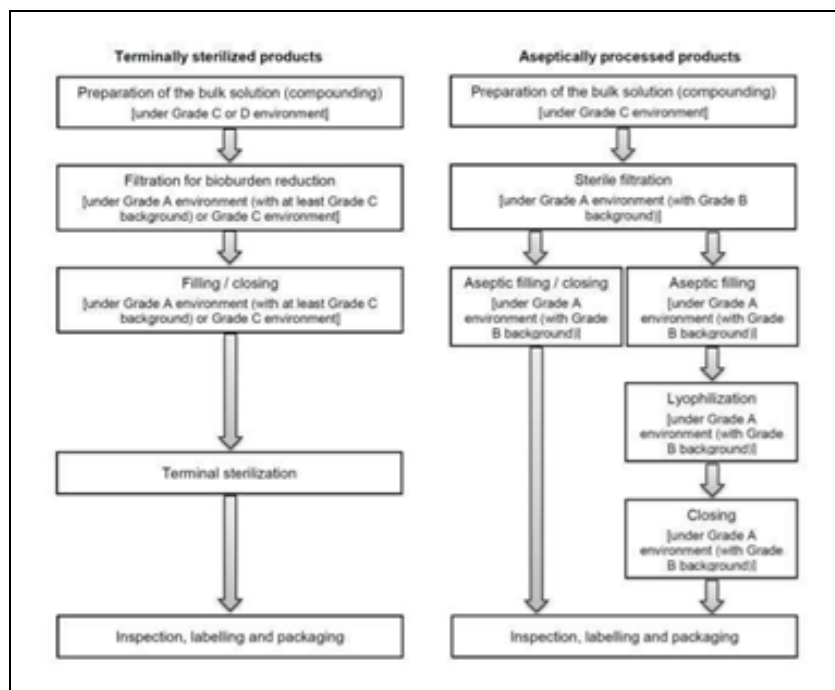 Terminally sterilized products
Preparation of the bulk solution (compounding)
[under Grade C or D environment]
Filtration for bioburden reduction
[under Grade A environment (with at least Grade C
background) or Grade C environment]
Filling / closing
[under Grade A environment (with at least Grade C
background) or Grade C environment]
Terminal sterilization
Inspection, labelling and packaging
Aseptically processed products
Preparation of the bulk solution (compounding)
[under Grade C environment]
Sterile filtration
[under Grade A environment (with Grade B
background)]
Aseptic filling / closing
[under Grade A
environment (with Grade
B background)]
Aseptic filling
[under Grade A
environment (with Grade
B background)]
Lyophilization
[under Grade A
environment (with Grade
B background)]
Closing
[under Grade A
environment (with Grade
B background)]
Inspection, labelling and packaging